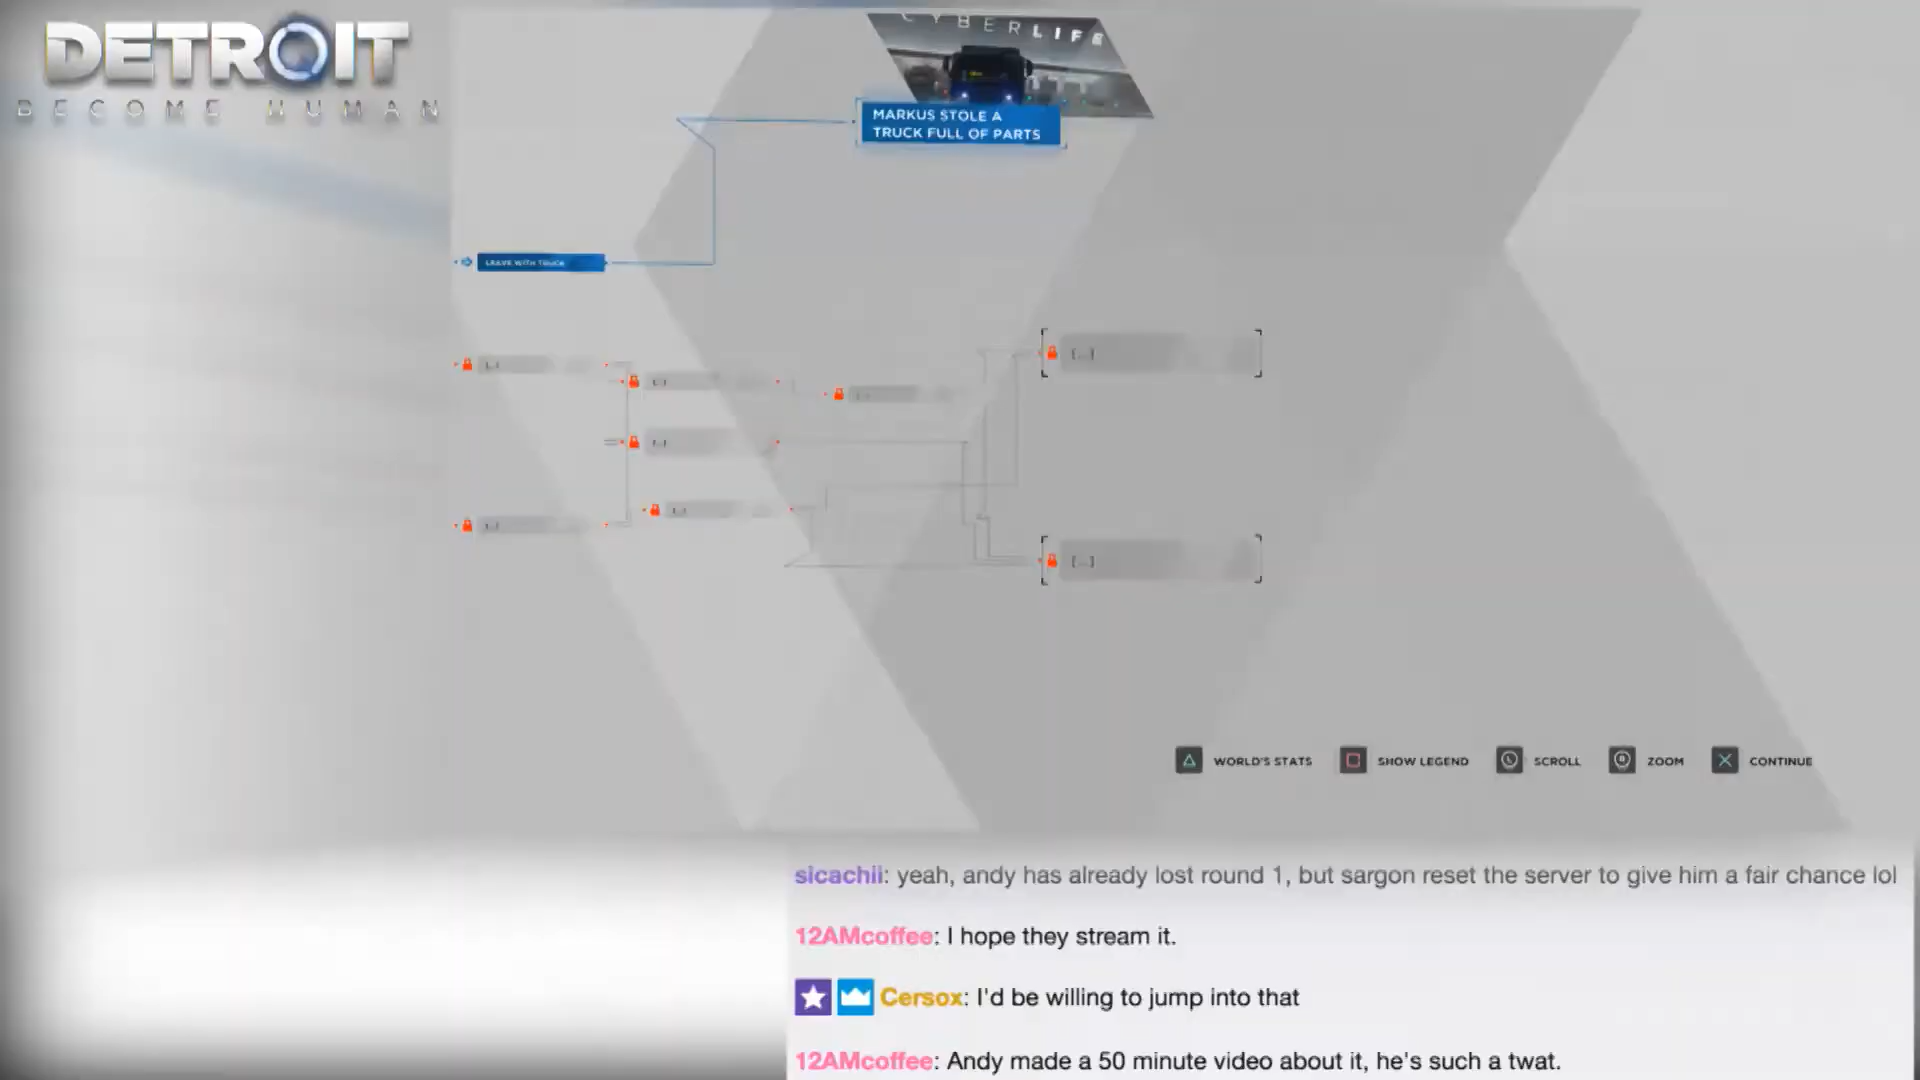 DETROIT
BECOME HUMAN
CYBERLIFE
MARKUS STOLE A
TRUCK FULL OF PARTS
LEAVE WITH TRUCK
[...]
[...]
[...]
[...]
[...]
[...]
[...]
[...]
WORLD'S STATS
SHOW LEGEND
SCROLL
ZOOM
CONTINUE
sicachii: yeah, andy has already lost round 1, but sargon reset the server to give him a fair chance lol
12AMcoffee: I hope they stream it.
Cersox: I'd be willing to jump into that
12AMcoffee: Andy made a 50 minute video about it, he's such a twat.